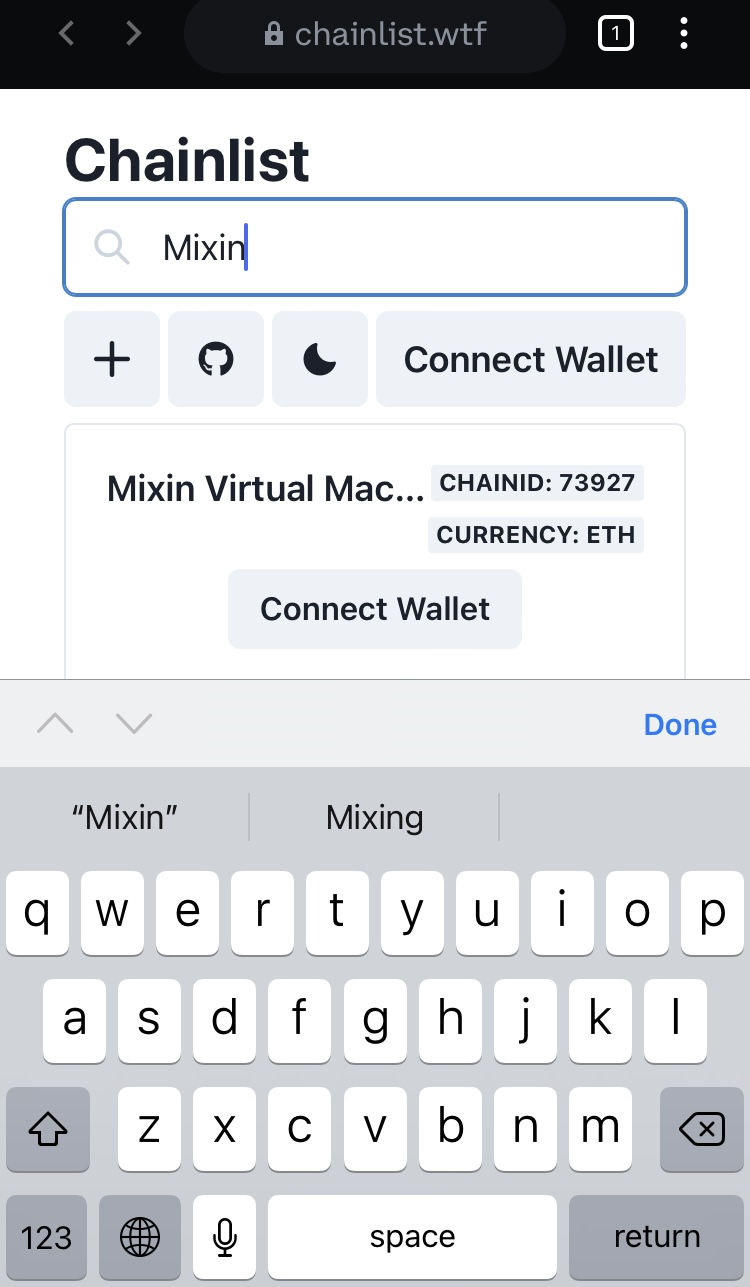 chainlist.wtf 1
Chainlist
Mixin
Connect Wallet
Mixin Virtual Mac... CHAINID: 73927
CURRENCY: ETH
Connect Wallet
Done
“Mixin” Mixing
q w e r t y u i o p
a s d f g h j k l
z x c v b n m
123 space return